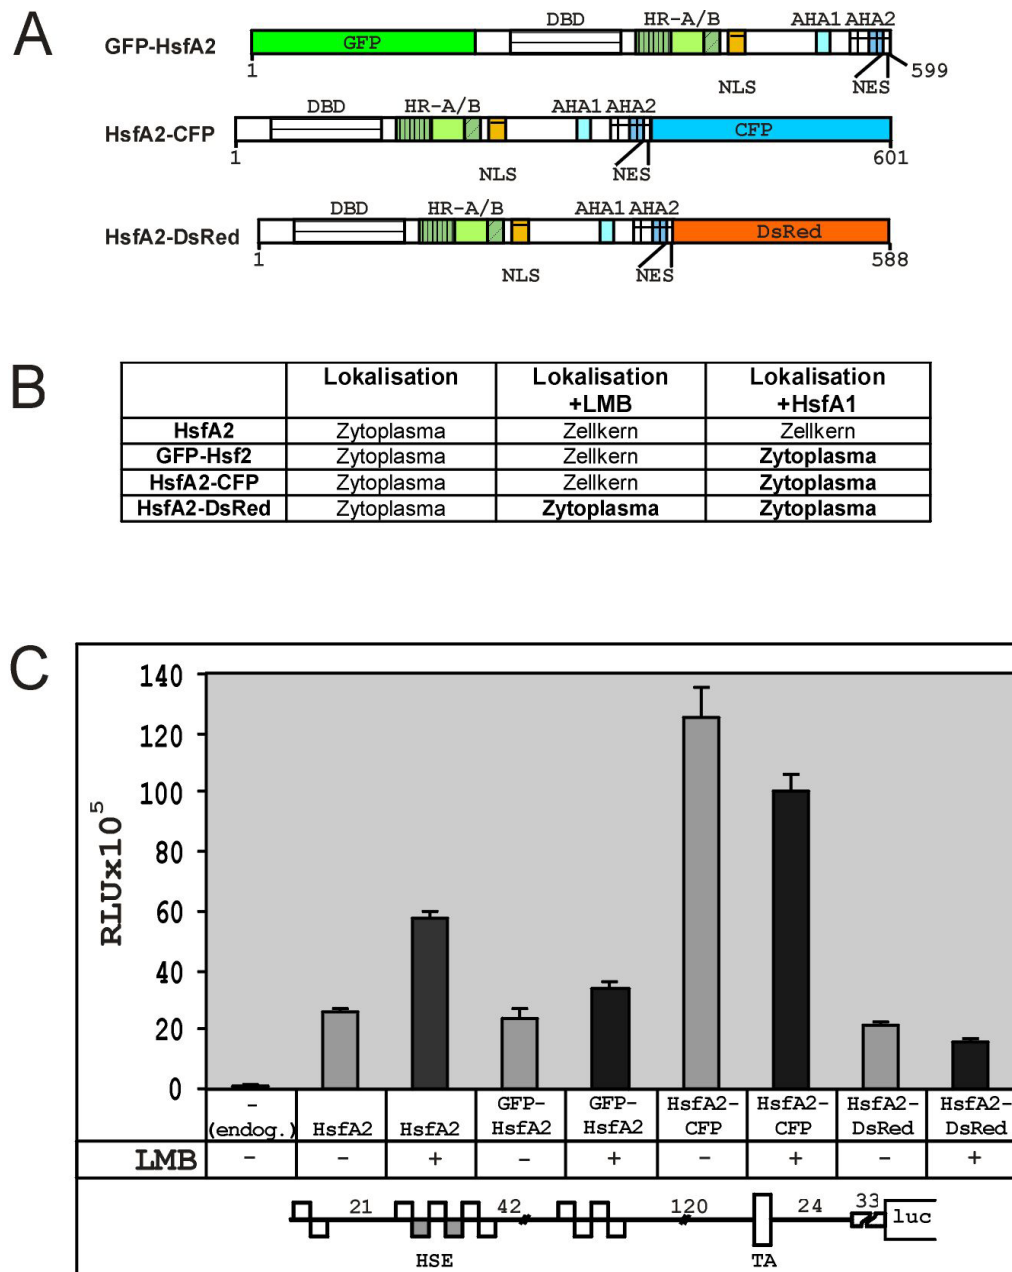 A
GFP-HsfA2
GFP
DBD
HR-A/B
AHA1
AHA2
1
599
NLS
NES
HsfA2-CFP
DBD
HR-A/B
AHA1
AHA2
CFP
1
601
NLS
NES
HsfA2-DsRed
DBD
HR-A/B
AHA1
AHA2
DsRed
1
588
NLS
NES
B
Lokalisation Lokalisation +LMB Lokalisation +HsfA1
HsfA2 Zytoplasma Zellkern Zellkern
GFP-Hsf2 Zytoplasma Zellkern Zytoplasma
HsfA2-CFP Zytoplasma Zellkern Zytoplasma
HsfA2-DsRed Zytoplasma Zytoplasma Zytoplasma
C
RLUx10⁵
140
120
100
80
60
40
20
0
- (endog.) HsfA2 HsfA2 GFP-HsfA2 GFP-HsfA2 HsfA2-CFP HsfA2-CFP HsfA2-DsRed HsfA2-DsRed
LMB - - + - + - + - +
21 42 120 24 33 luc
HSE TA